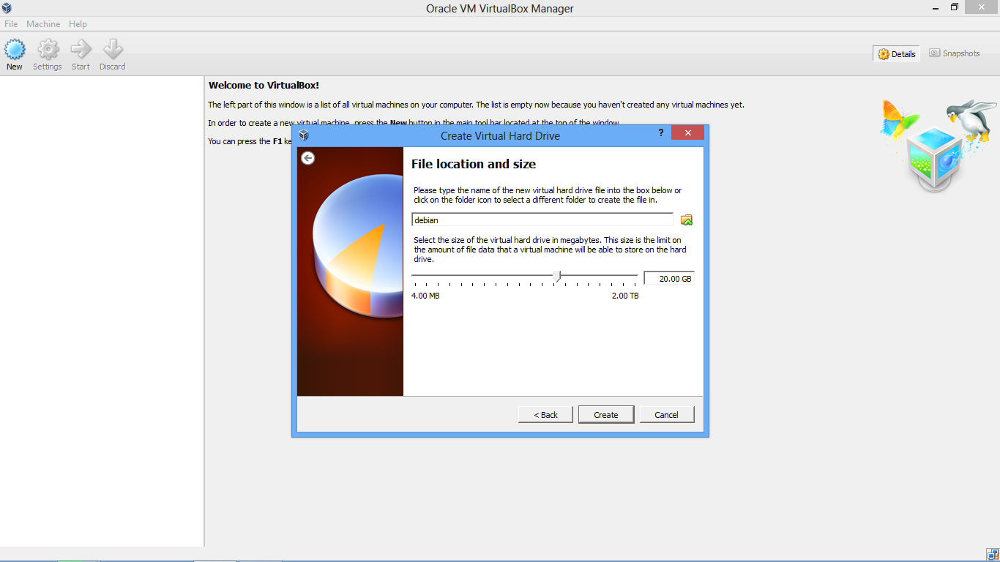 Oracle VM VirtualBox Manager
File Machine Help
New Settings Start Discard
Details Snapshots
Welcome to VirtualBox!
The left part of this window is a list of all virtual machines on your computer. The list is empty now because you haven't created any virtual machines yet.
In order to create a new virtual machine, press the New button in the main tool bar located at the top of the window.
You can press the F1 ke
Create Virtual Hard Drive
?
File location and size
Please type the name of the new virtual hard drive file into the box below or
click on the folder icon to select a different folder to create the file in.
debian
Select the size of the virtual hard drive in megabytes. This size is the limit on
the amount of file data that a virtual machine will be able to store on the hard
drive.
20.00 GB
4.00 MB 2.00 TB
< Back Create Cancel